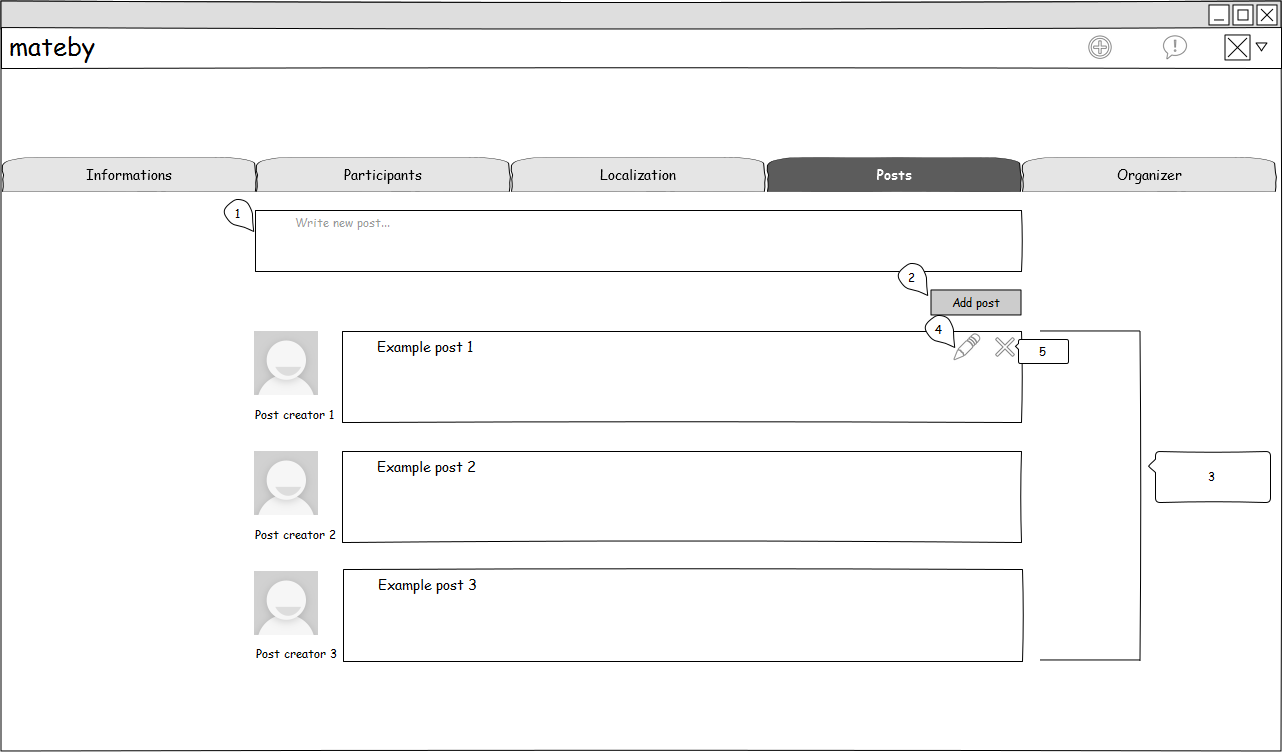 mateby
Informations
Participants
Localization
Posts
Organizer
1
Write new post...
2
Add post
4
Example post 1
5
Post creator 1
Example post 2
3
Post creator 2
Example post 3
Post creator 3